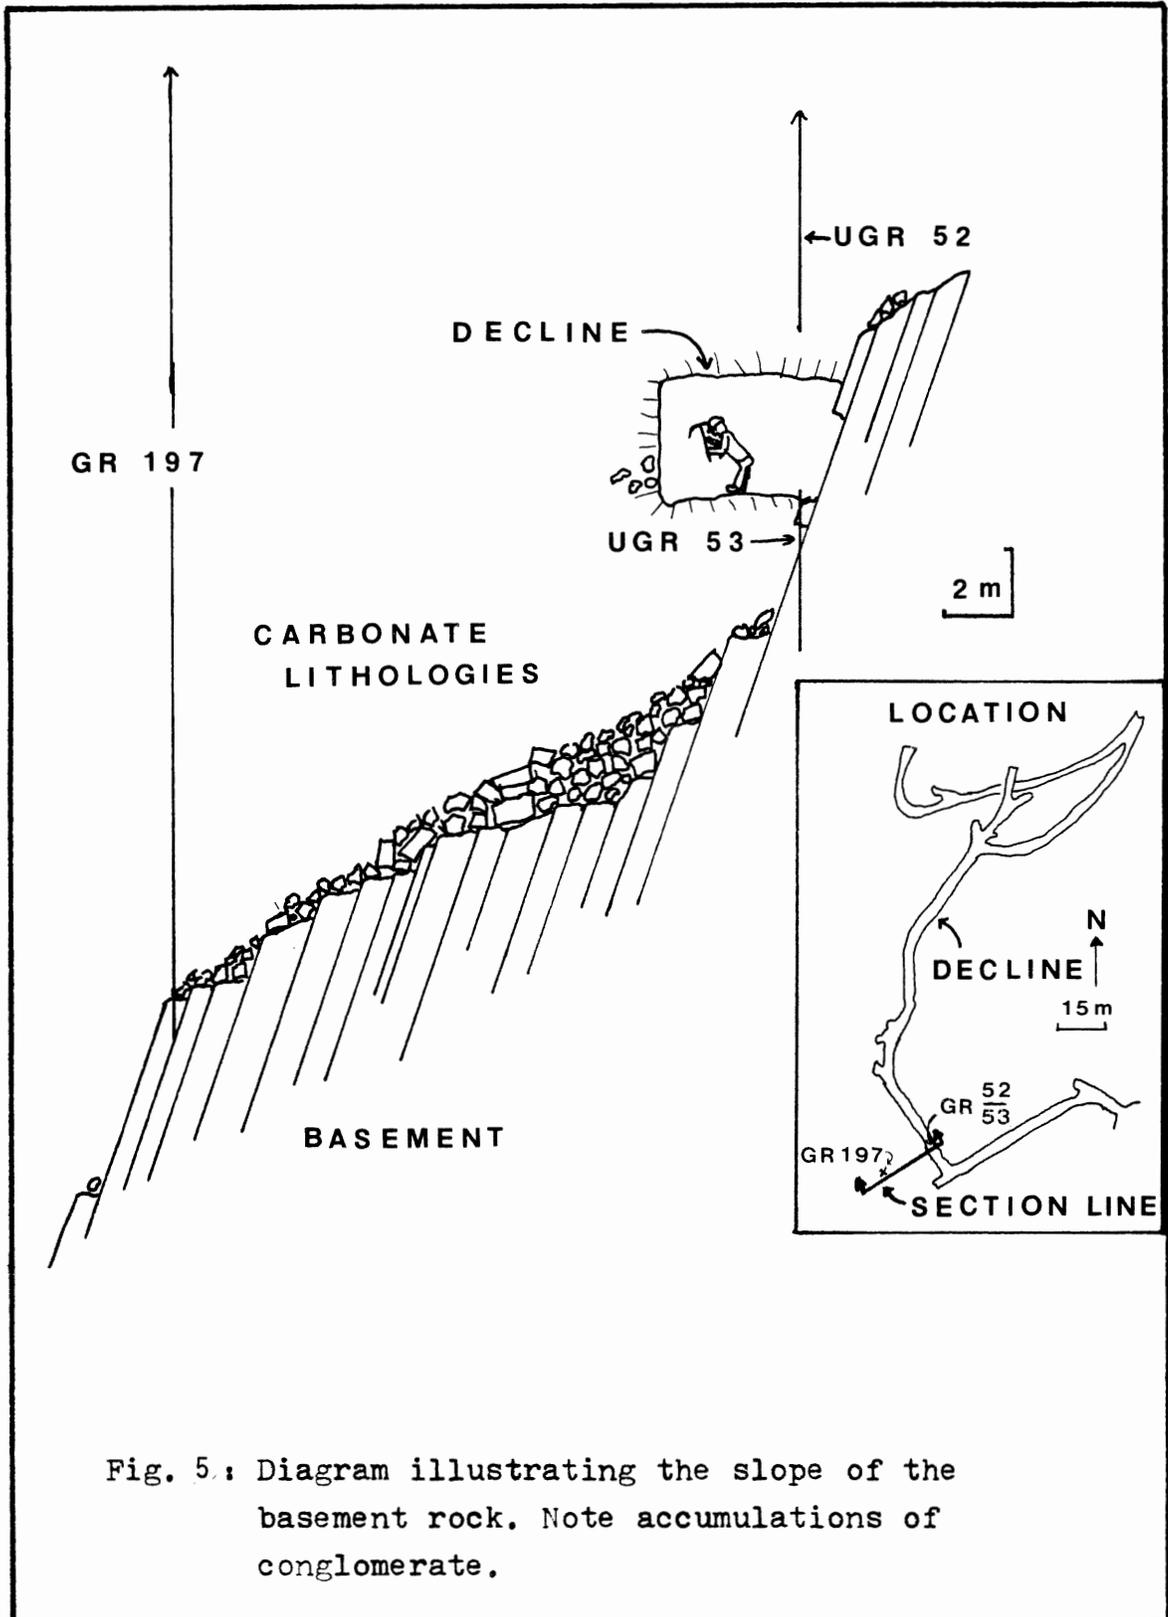 UGR 52
DECLINE
GR 197
UGR 53
2 m
CARBONATE
LITHOLOGIES
BASEMENT
LOCATION
N
DECLINE
15 m
GR 52
53
GR 197
SECTION LINE
Fig. 5.: Diagram illustrating the slope of the
basement rock. Note accumulations of
conglomerate.